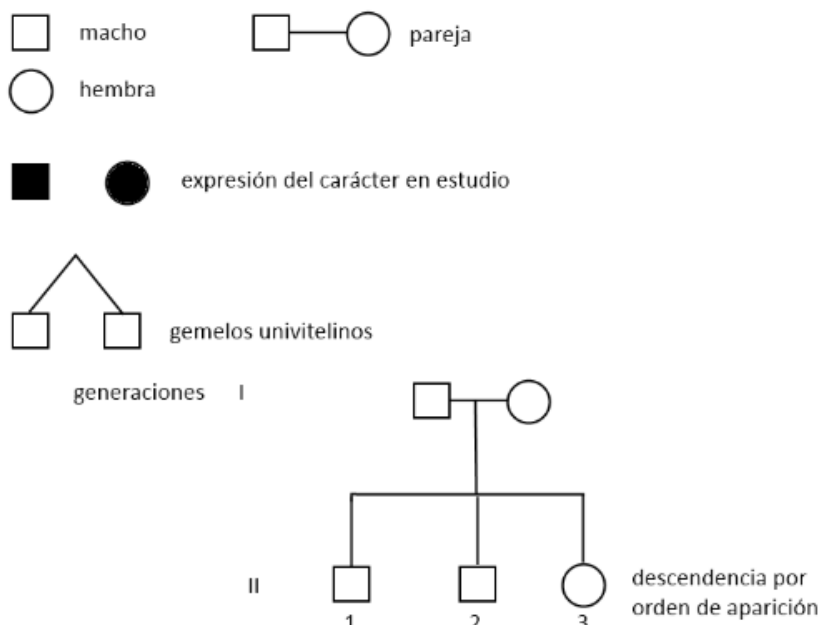 macho
pareja
hembra
expresión del carácter en estudio
gemelos univitelinos
generaciones I
II
descendencia por
orden de aparición
1 2 3